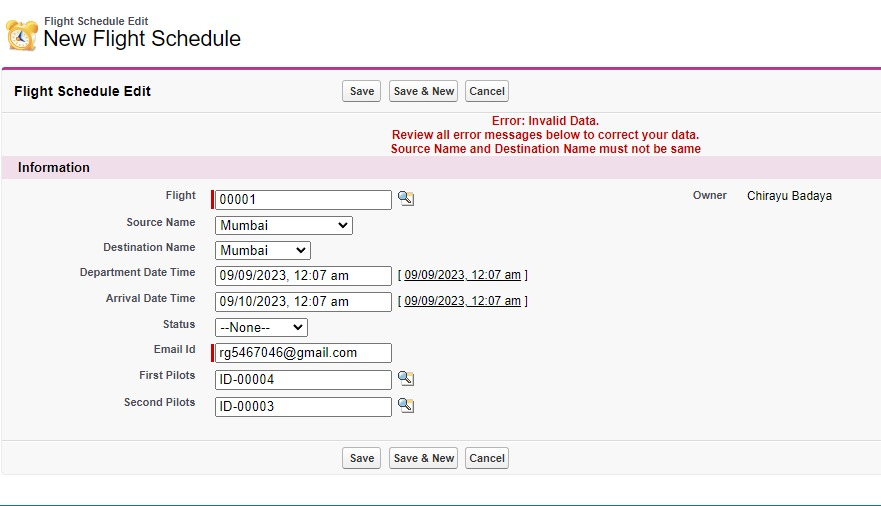 Flight Schedule Edit
New Flight Schedule
Flight Schedule Edit Save Save & New Cancel
Error: Invalid Data.
Review all error messages below to correct your data.
Source Name and Destination Name must not be same
Information
Flight 00001 Owner Chirayu Badaya
Source Name Mumbai
Destination Name Mumbai
Department Date Time 09/09/2023, 12:07 am [ 09/09/2023, 12:07 am ]
Arrival Date Time 09/10/2023, 12:07 am [ 09/09/2023, 12:07 am ]
Status --None--
Email Id rg5467046@gmail.com
First Pilots ID-00004
Second Pilots ID-00003
Save Save & New Cancel